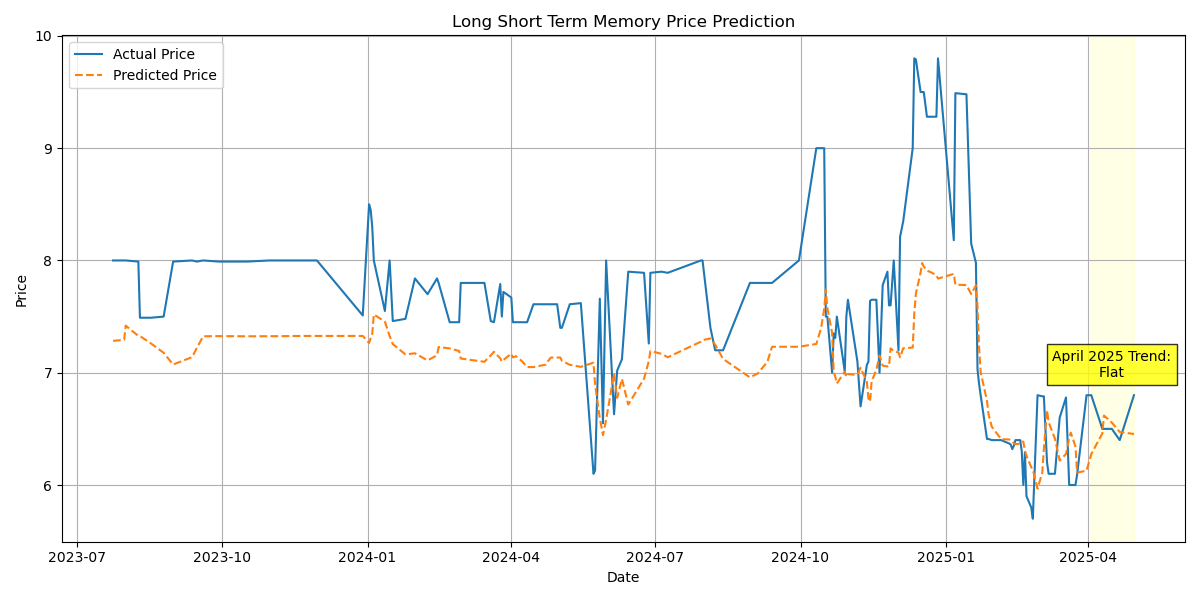 Long Short Term Memory Price Prediction
Actual Price
Predicted Price
10
9
8
7
6
Price
April 2025 Trend:
Flat
2023-07
2023-10
2024-01
2024-04
2024-07
2024-10
2025-01
2025-04
Date